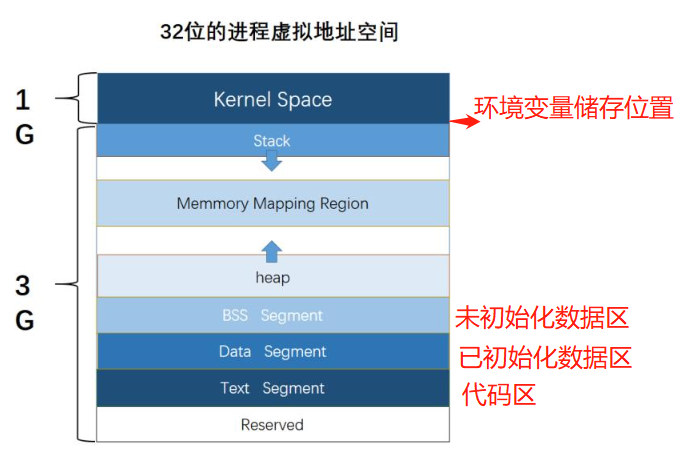 32位的进程虚拟地址空间
1
G
Kernel Space
环境变量储存位置
Stack
Memmory Mapping Region
3
G
heap
BSS Segment
未初始化数据区
Data Segment
已初始化数据区
Text Segment
代码区
Reserved